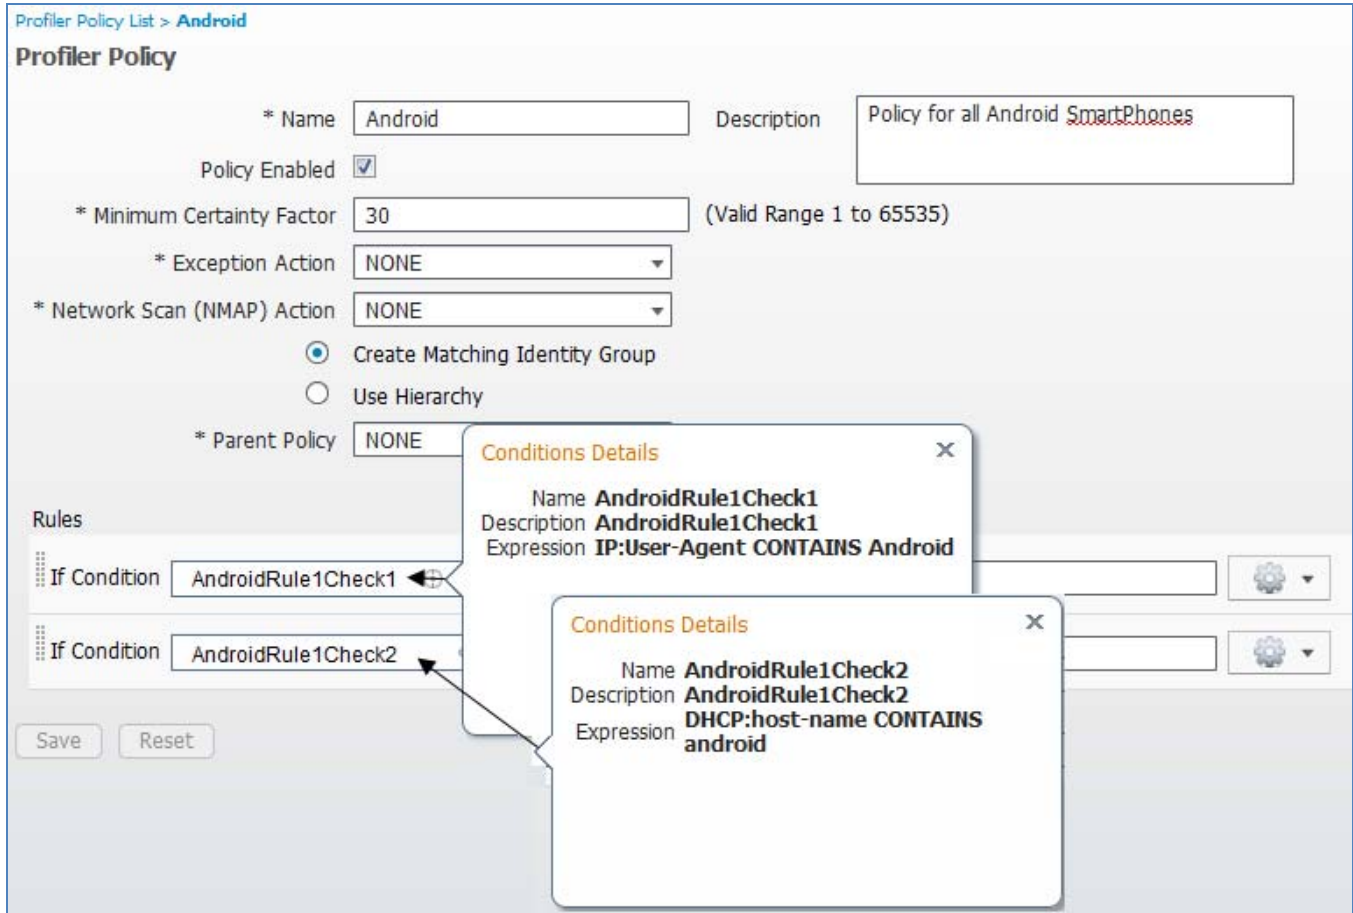 Profiler Policy List > Android
Profiler Policy
* Name Android Description Policy for all Android SmartPhones
Policy Enabled
* Minimum Certainty Factor 30 (Valid Range 1 to 65535)
* Exception Action NONE
* Network Scan (NMAP) Action NONE
Create Matching Identity Group
Use Hierarchy
* Parent Policy NONE
Conditions Details
Name AndroidRule1Check1
Description AndroidRule1Check1
Expression IP:User-Agent CONTAINS Android
Rules
If Condition AndroidRule1Check1
If Condition AndroidRule1Check2
Conditions Details
Name AndroidRule1Check2
Description AndroidRule1Check2
Expression DHCP:host-name CONTAINS
android
Save Reset